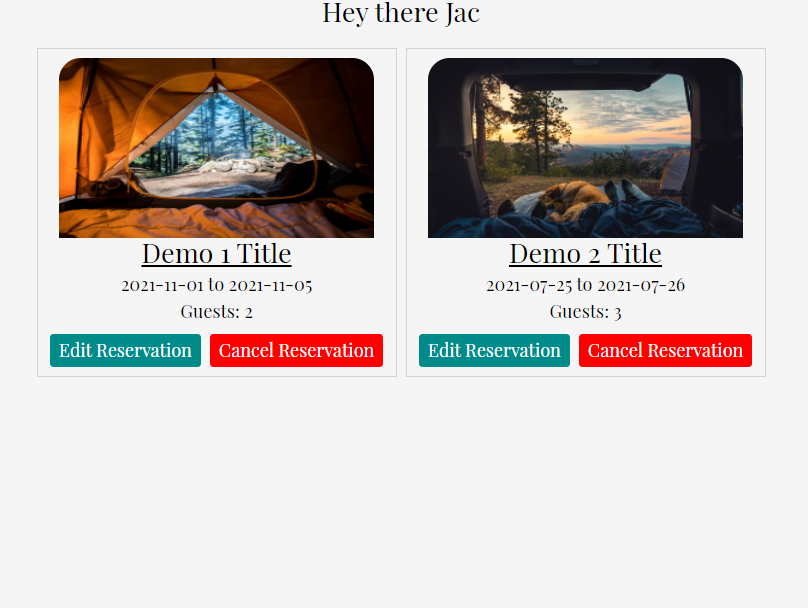 Hey there Jac
Demo 1 Title
2021-11-01 to 2021-11-05
Guests: 2
Edit Reservation
Cancel Reservation
Demo 2 Title
2021-07-25 to 2021-07-26
Guests: 3
Edit Reservation
Cancel Reservation